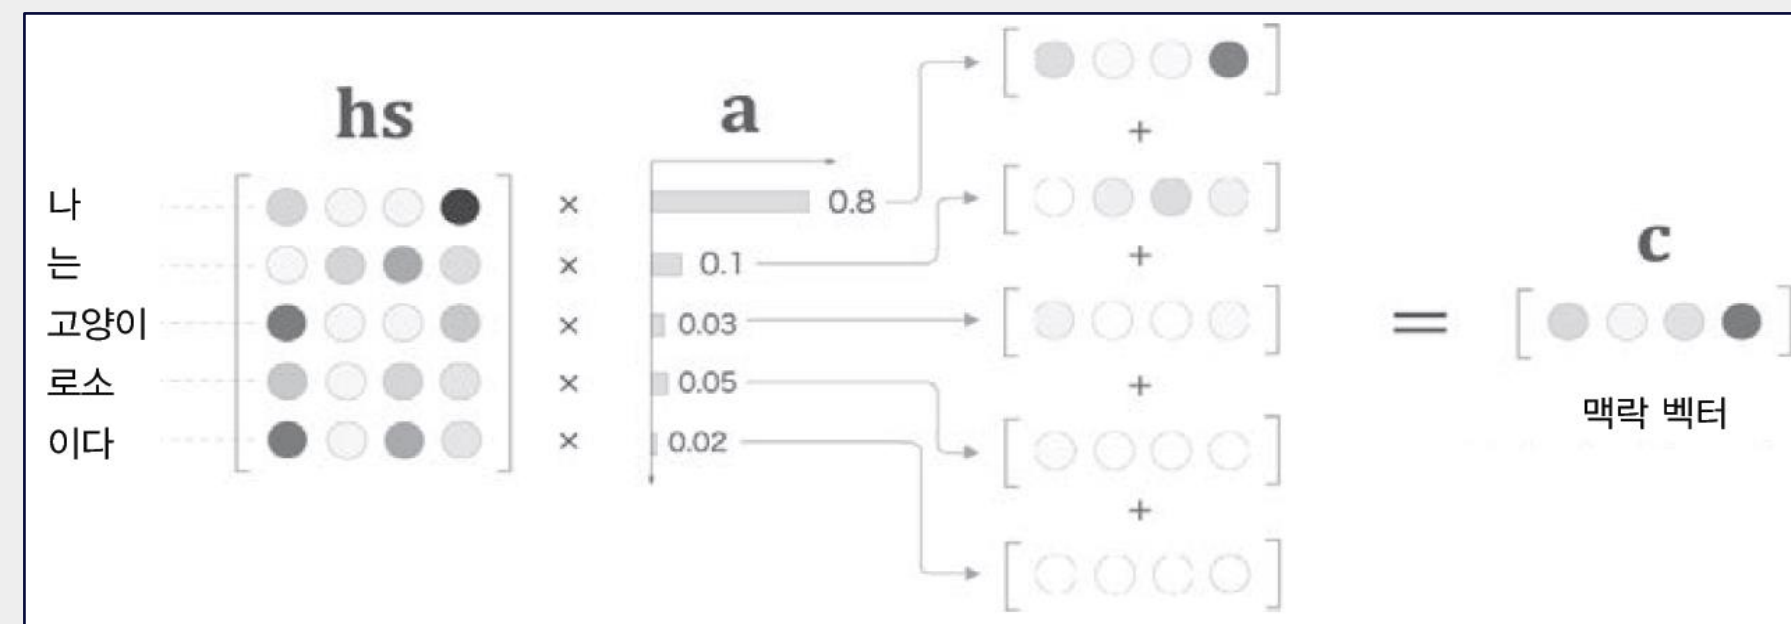 hs
a
나 × 0.8
+
는 × 0.1
+
고양이 × 0.03
+
로소 × 0.05
+
이다 × 0.02
=
c
맥락 벡터